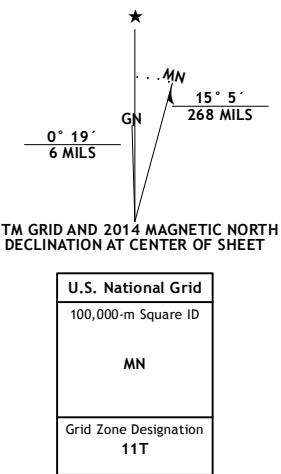 MN
GN
15° 5´
268 MILS
0° 19´
6 MILS
TM GRID AND 2014 MAGNETIC NORTH
DECLINATION AT CENTER OF SHEET
U.S. National Grid
100,000-m Square ID
MN
Grid Zone Designation
11T